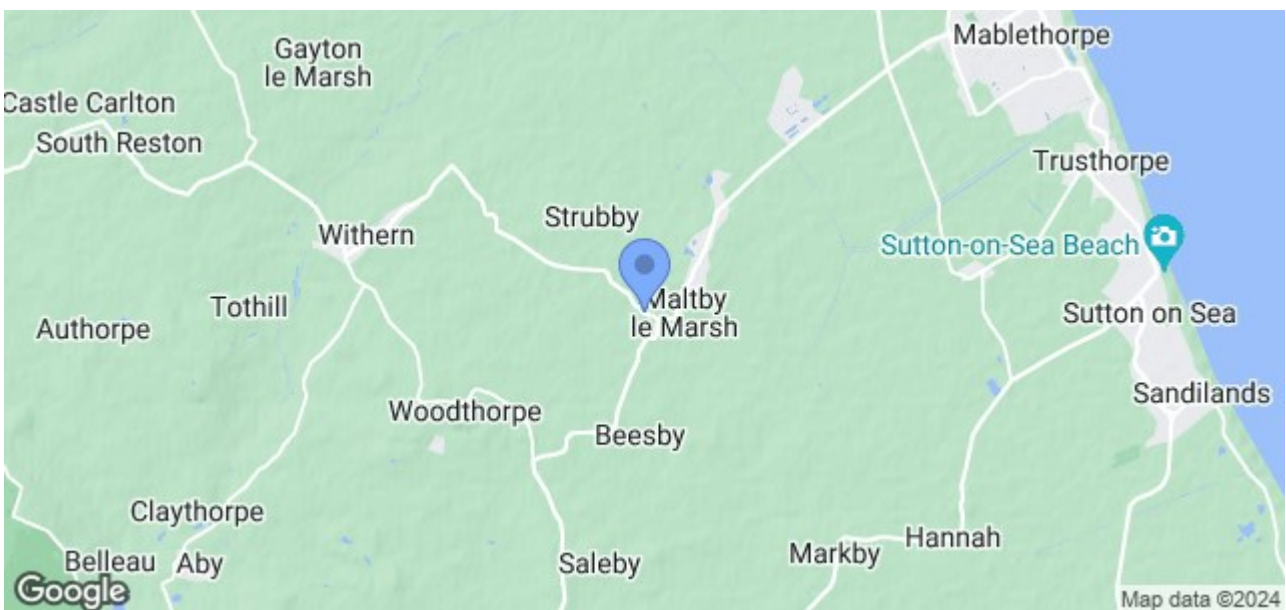 Mablethorpe
Gayton
le Marsh
Castle Carlton
South Reston
Trusthorpe
Strubby
Withern
Sutton-on-Sea Beach
Maltby
le Marsh
Tothill
Authorpe
Sutton on Sea
Sandilands
Woodthorpe
Beesby
Claythorpe
Hannah
Markby
Belleau
Aby
Saleby
Google
Map data ©2024